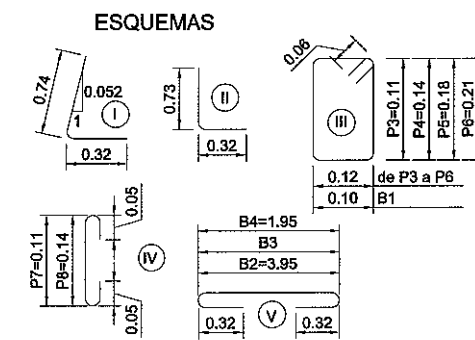 ESQUEMAS
0.74
0.052
1
I
0.32
0.73
II
0.32
0.06
III
P3=0.11
P4=0.14
P5=0.18
P6=0.21
0.12 de P3 a P6
0.10 B1
P7=0.11
P8=0.14
0.05
0.05
IV
B4=1.95
B3
B2=3.95
0.32
V
0.32